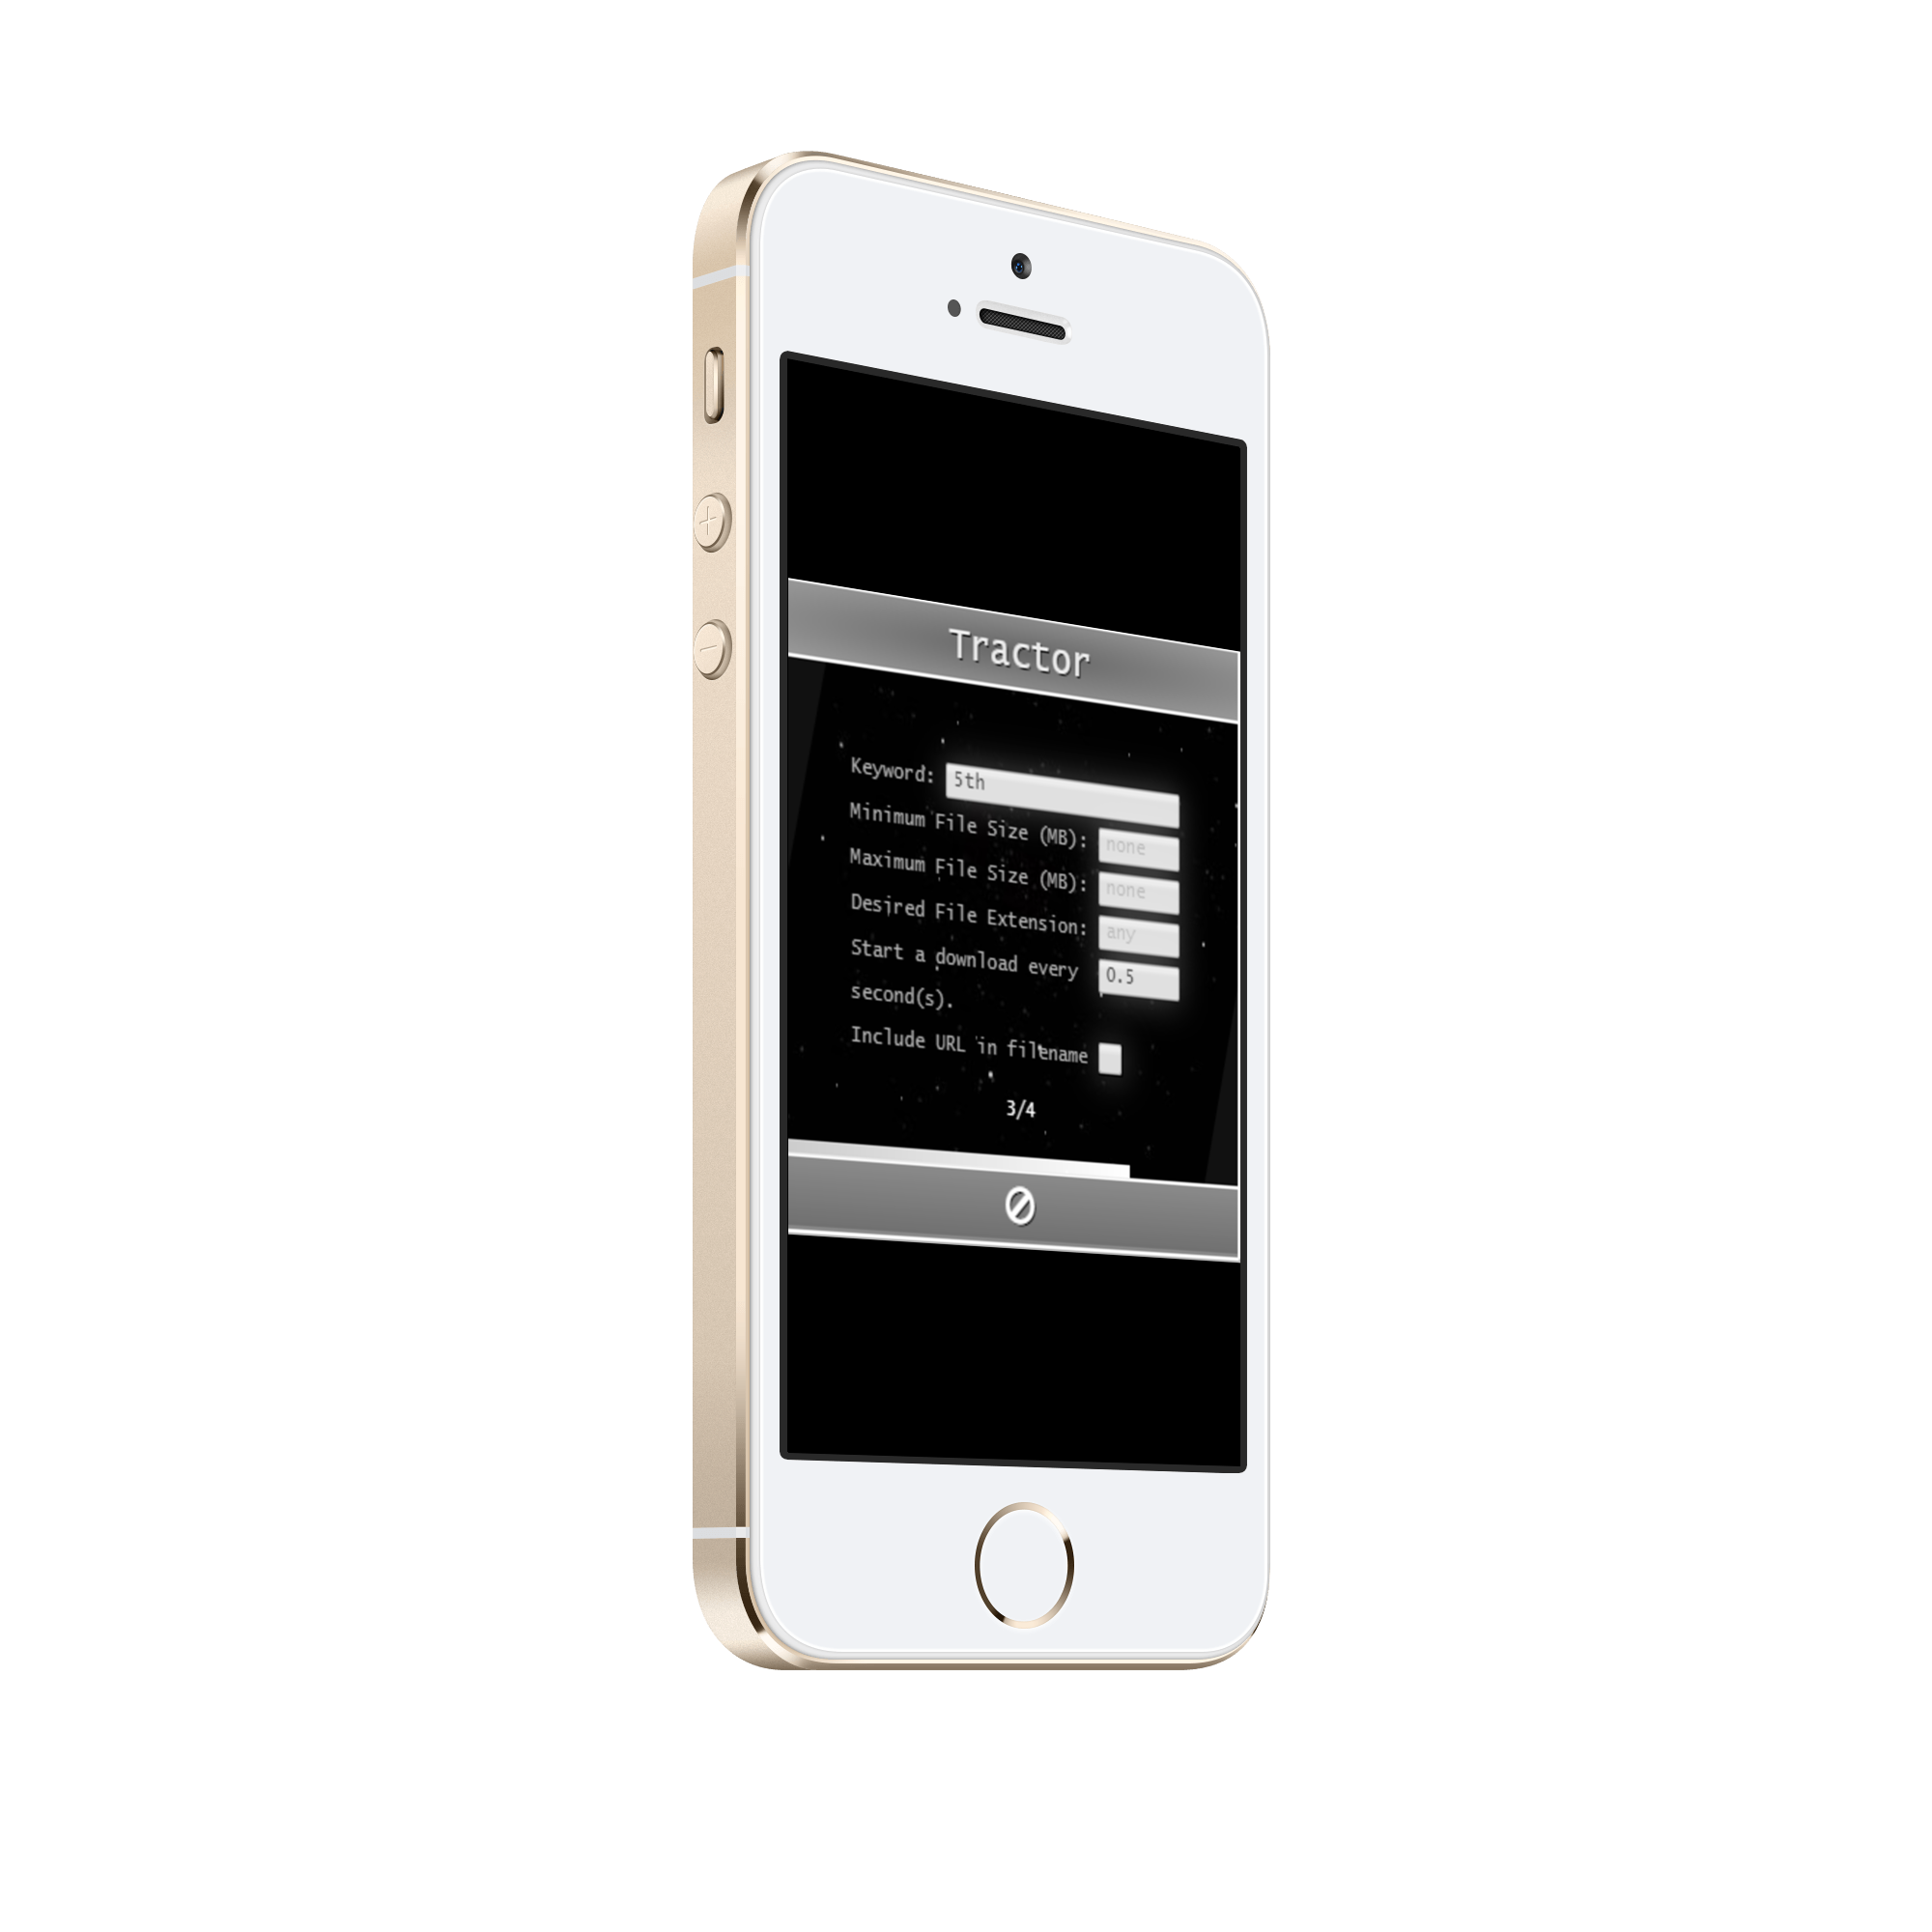 Tractor
Keyword: 5th
Minimum File Size (MB): none
Maximum File Size (MB): none
Desired File Extension: any
Start a download every 0.5
second(s).
Include URL in filename
3/4